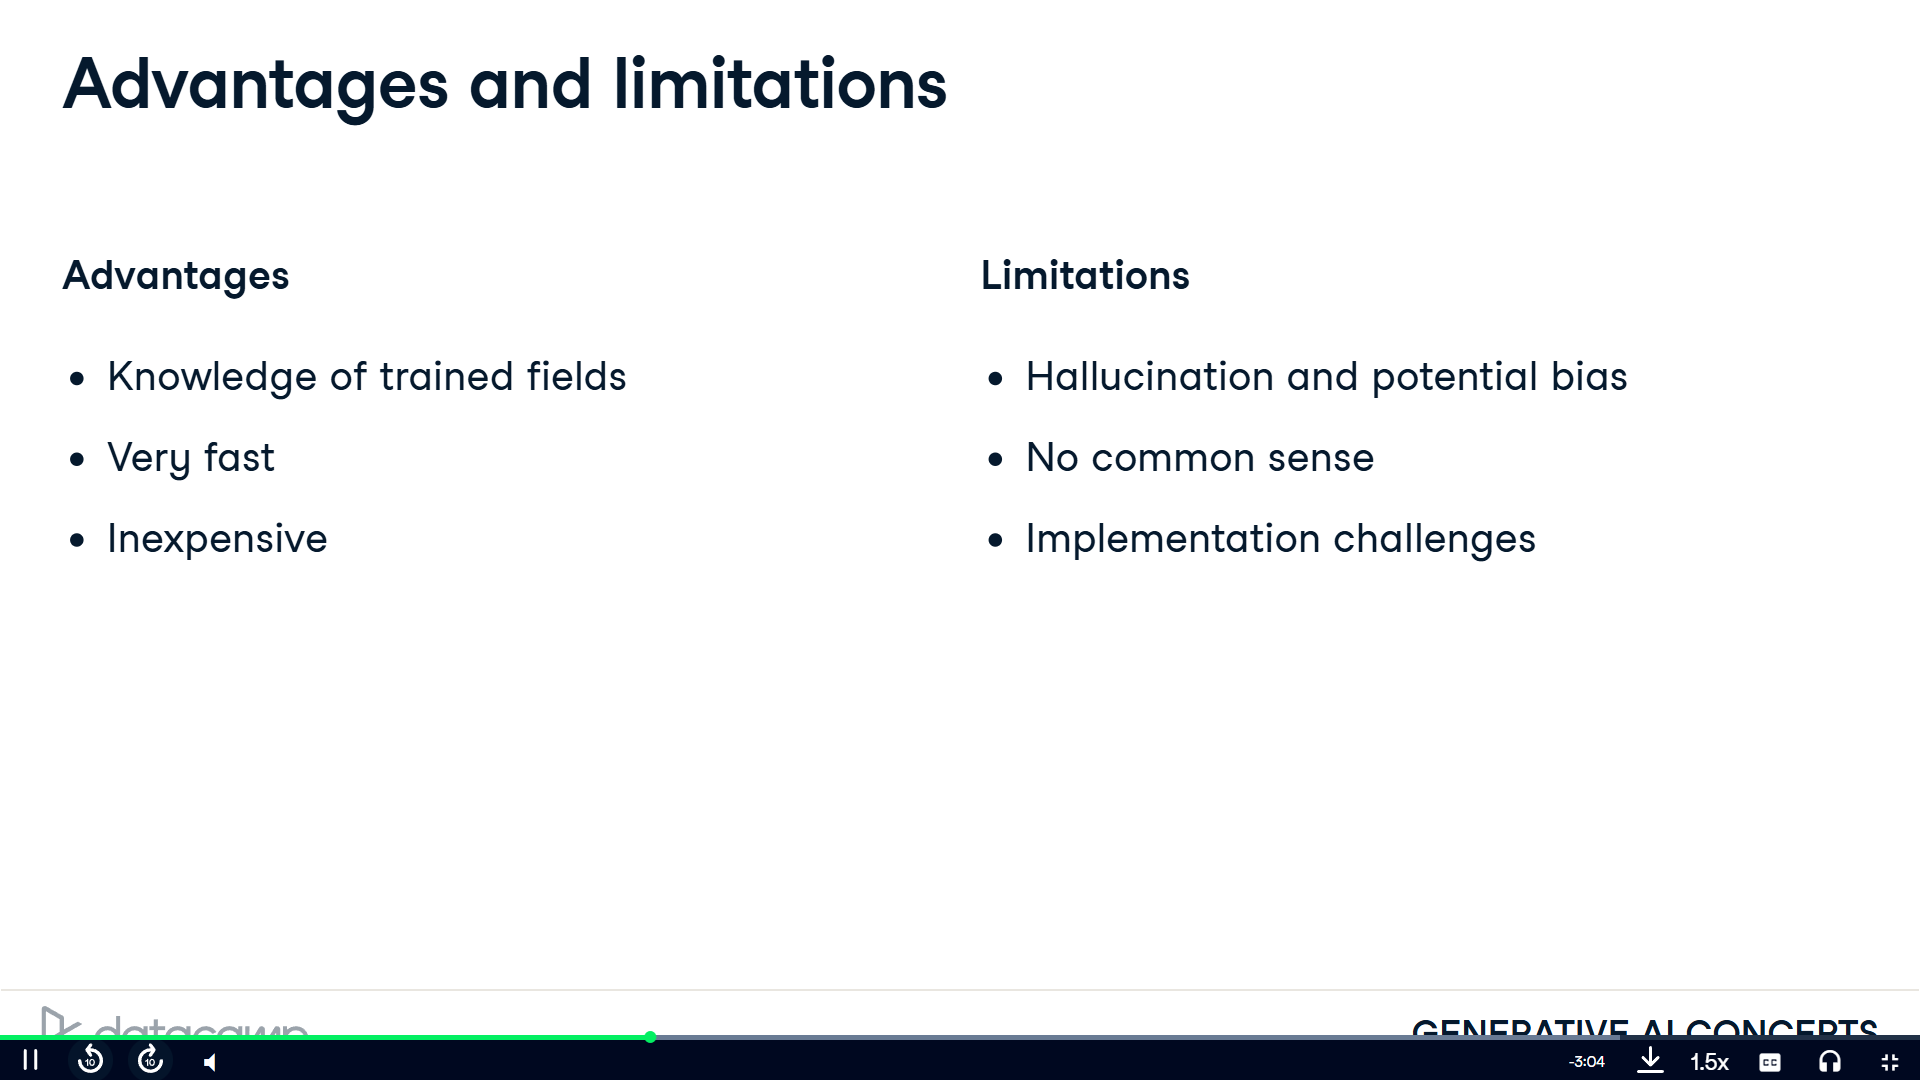 Advantages and limitations
Advantages
• Knowledge of trained fields
• Very fast
• Inexpensive
Limitations
• Hallucination and potential bias
• No common sense
• Implementation challenges
datacamp
GENERATIVE AI CONCEPTS
10
10
-3:04
1.5x
CC